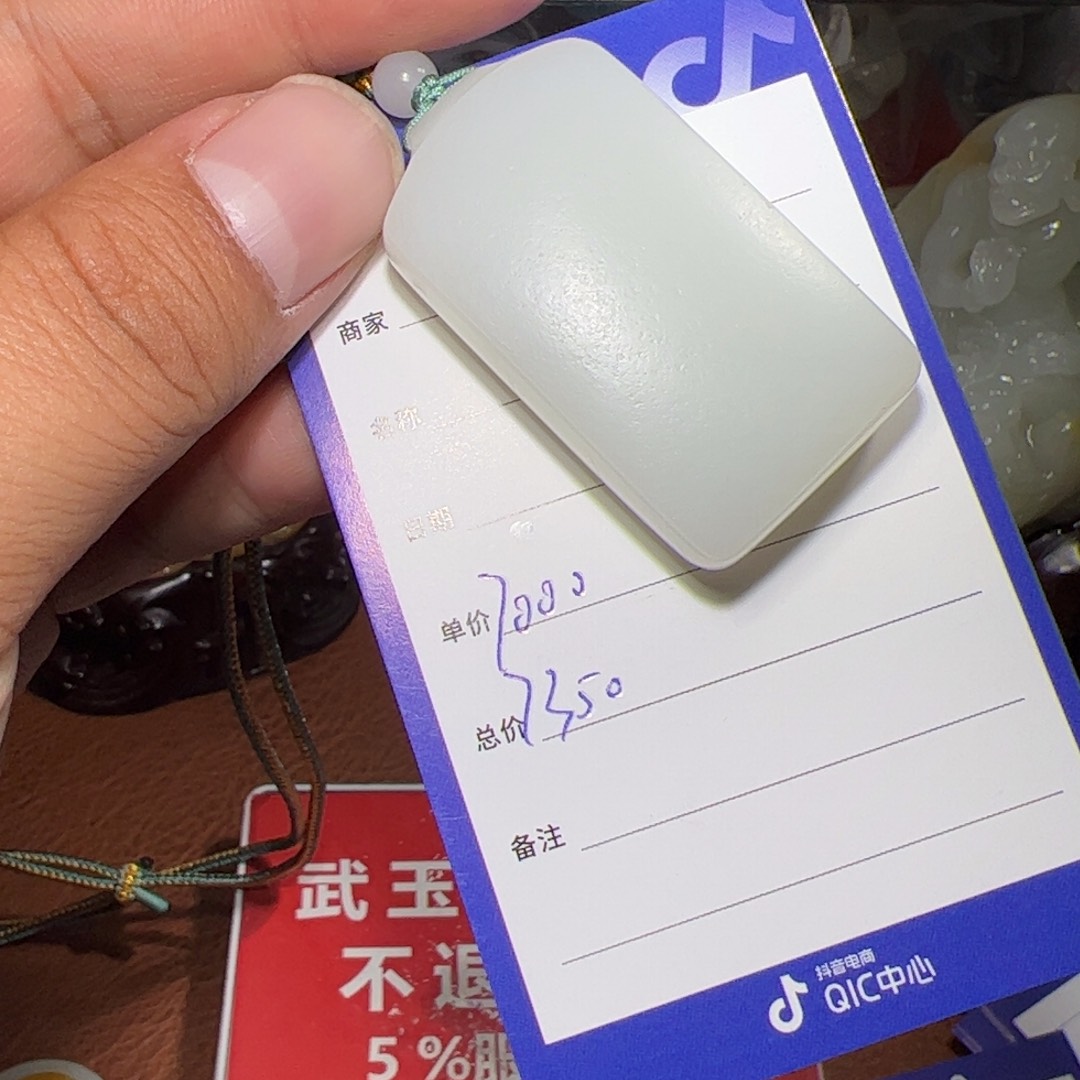 商家
名称
日期
单价 7000
总价 7350
备注
抖音电商
QIC中心
武玉
不退
5%服